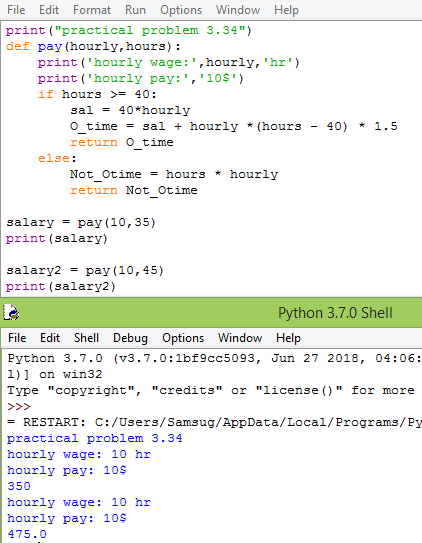 File Edit Format Run Options Window Help
print("practical problem 3.34")
def pay(hourly,hours):
    print('hourly wage:',hourly,'hr')
    print('hourly pay:','10$')
    if hours >= 40:
        sal = 40*hourly
        O_time = sal + hourly *(hours - 40) * 1.5
        return O_time
    else:
        Not_Otime = hours * hourly
        return Not_Otime
salary = pay(10,35)
print(salary)
salary2 = pay(10,45)
print(salary2)
Python 3.7.0 Shell
File Edit Shell Debug Options Window Help
Python 3.7.0 (v3.7.0:1bf9cc5093, Jun 27 2018, 04:06:
l)] on win32
Type "copyright", "credits" or "license()" for more
>>>
= RESTART: C:/Users/Samsug/AppData/Local/Programs/Py
practical problem 3.34
hourly wage: 10 hr
hourly pay: 10$
350
hourly wage: 10 hr
hourly pay: 10$
475.0